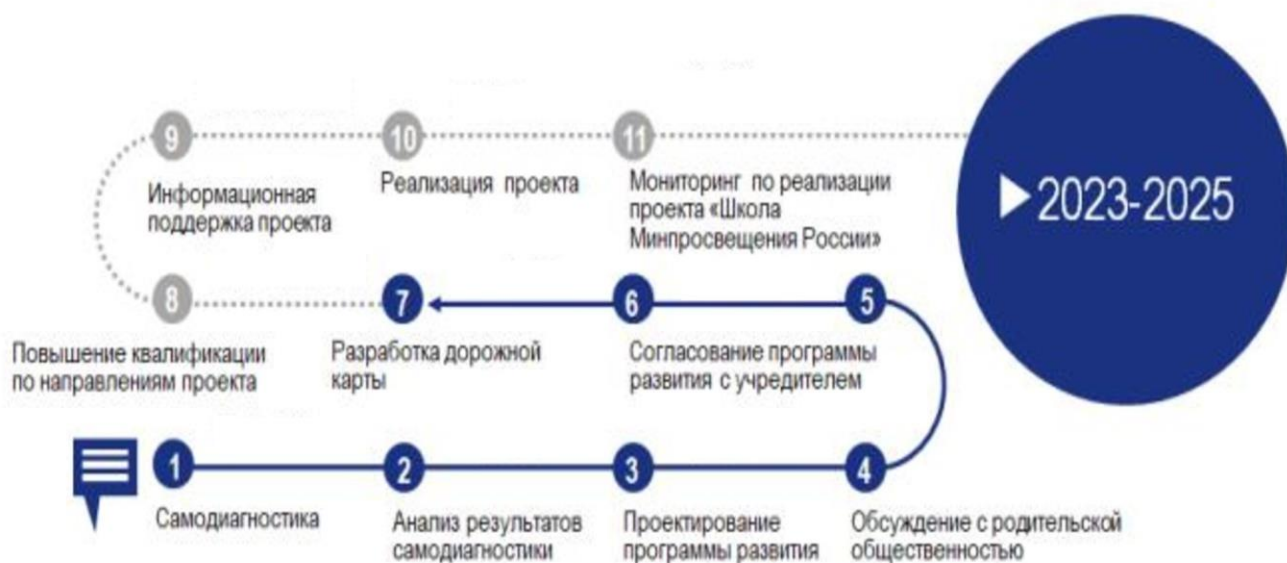 9
10
11
Информационная
поддержка проекта
Реализация проекта
Мониторинг по реализации
проекта «Школа
Минпросвещения России»
2023-2025
8
7
6
5
Повышение квалификации
по направлениям проекта
Разработка дорожной
карты
Согласование программы
развития с учредителем
1
2
3
4
Самодиагностика
Анализ результатов
самодиагностики
Проектирование
программы развития
Обсуждение с родительской
общественностью